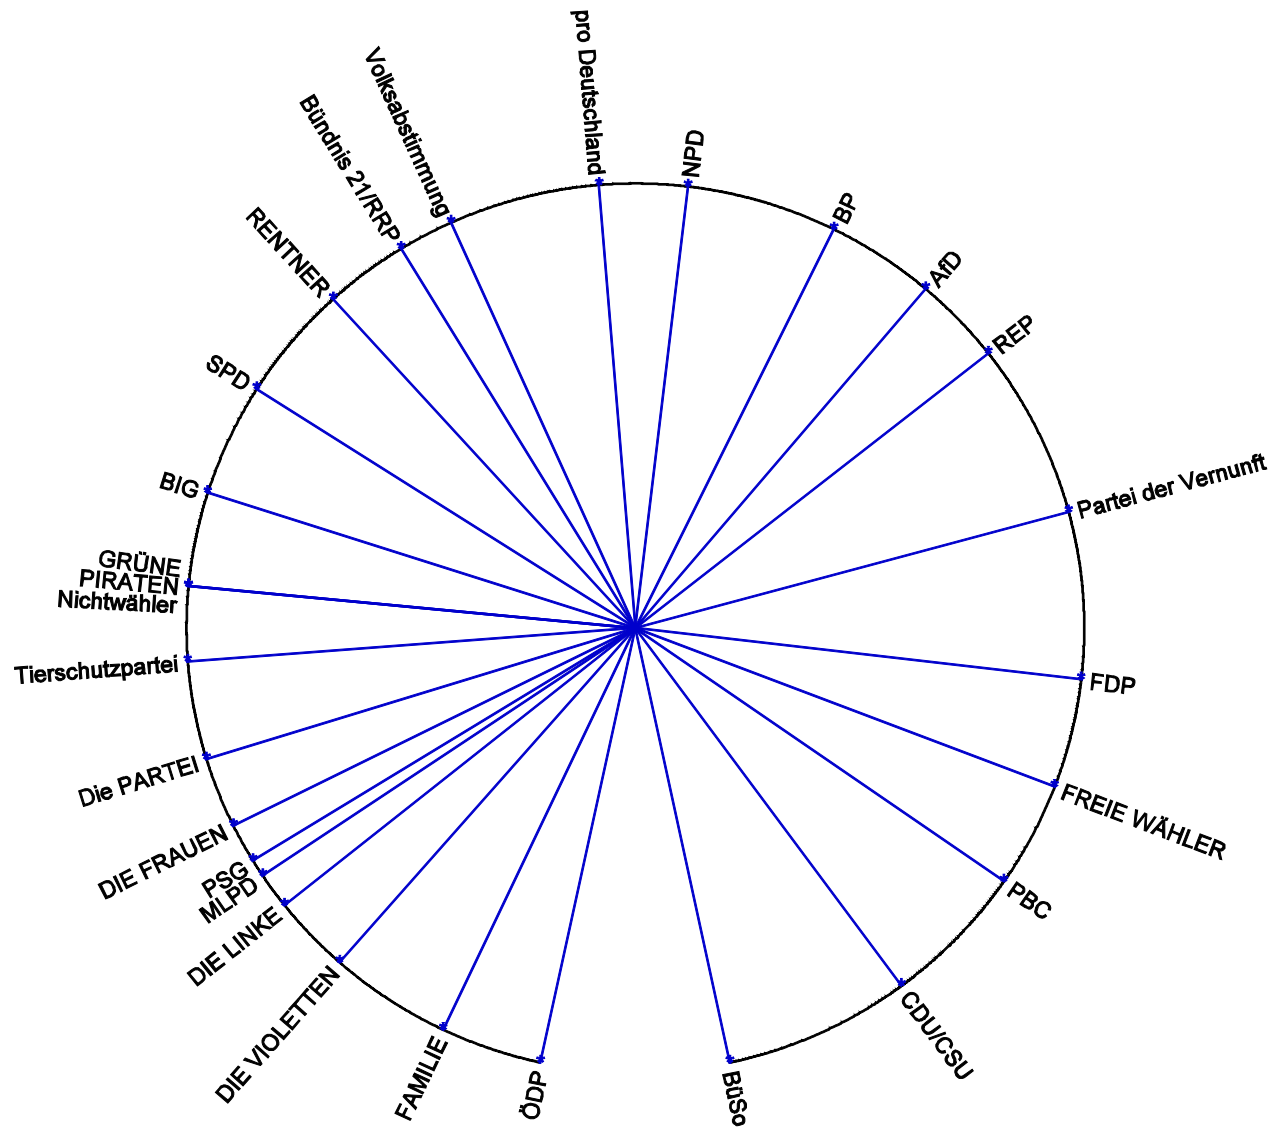 pro Deutschland
NPD
BP
AfD
REP
Partei der Vernunft
FDP
FREIE WÄHLER
PBC
CDU/CSU
BüSo
ÖDP
FAMILIE
DIE VIOLETTEN
DIE LINKE
MLPD
PSG
DIE FRAUEN
Die PARTEI
Tierschutzpartei
Nichtwähler
PIRATEN
GRÜNE
BIG
SPD
RENTNER
Bündnis 21/RRP
Volksabstimmung